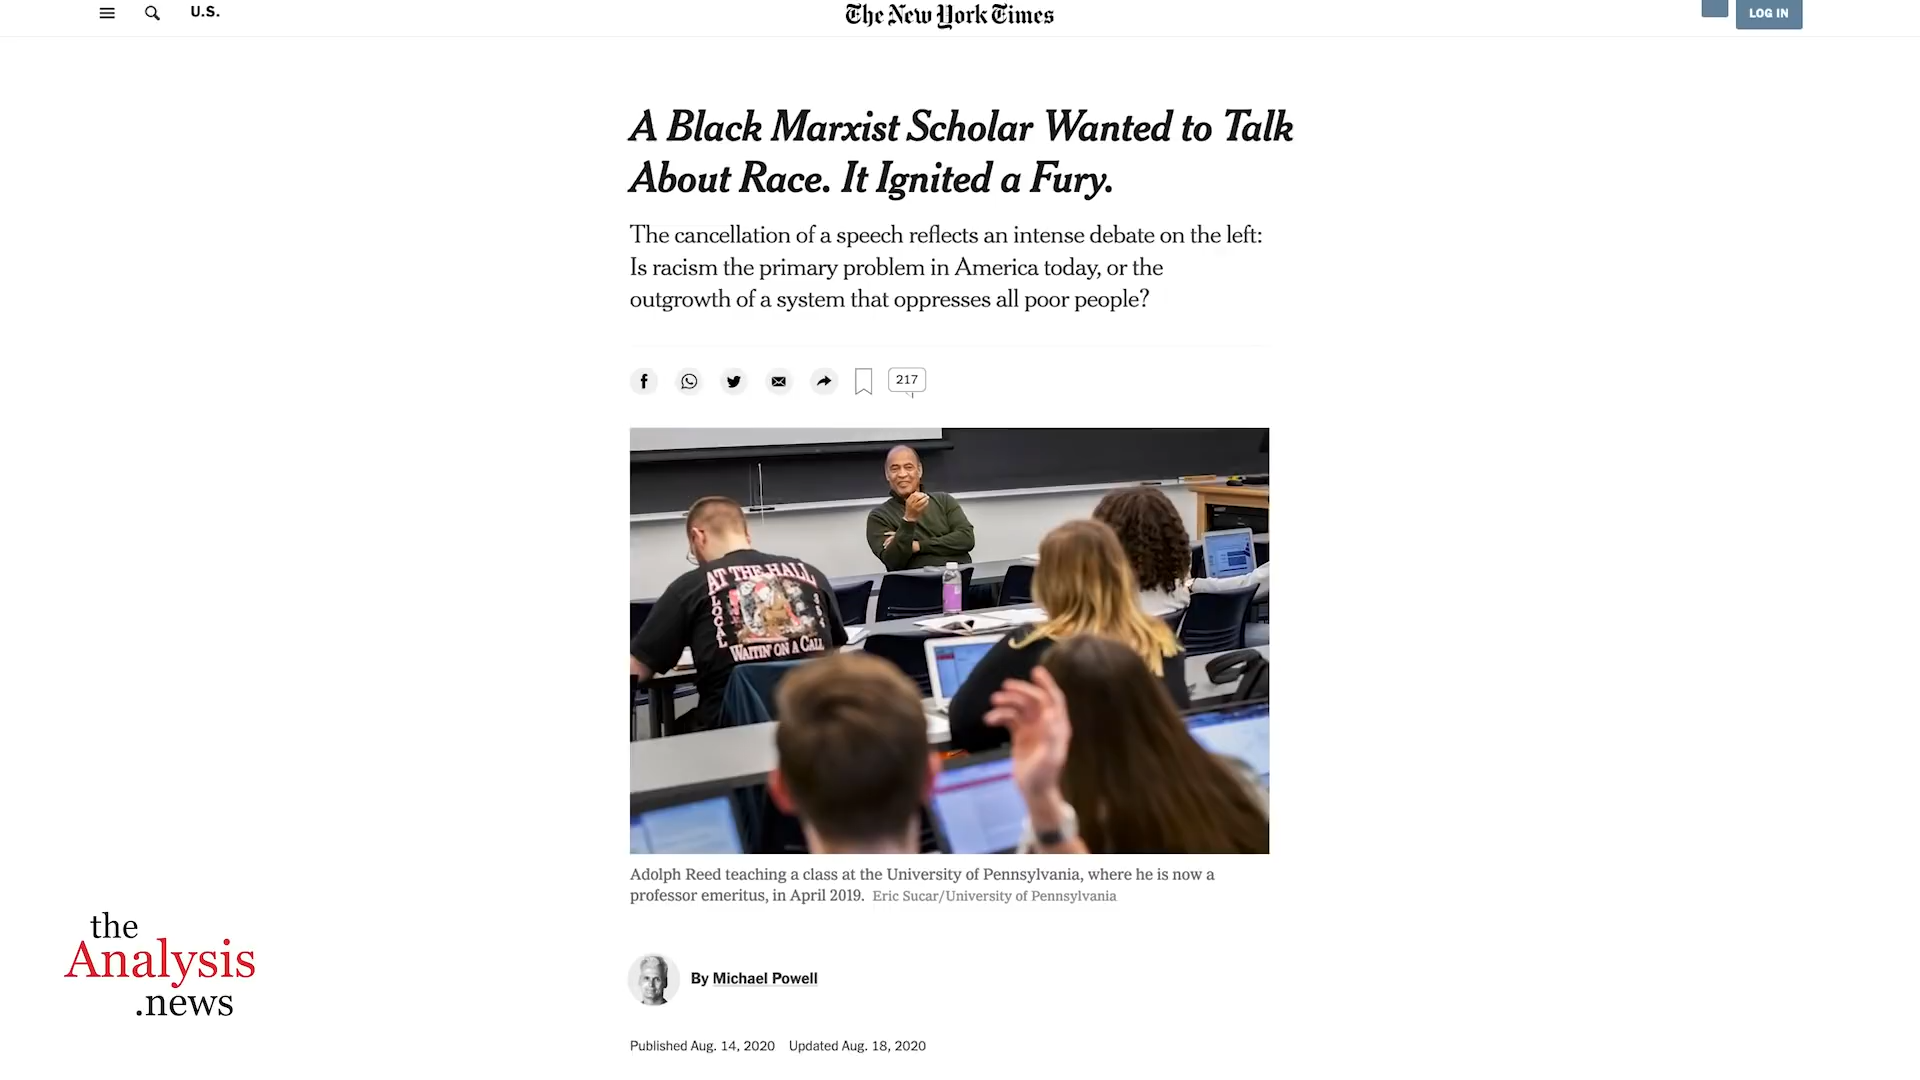 U.S.
The New York Times
LOG IN
A Black Marxist Scholar Wanted to Talk
About Race. It Ignited a Fury.
The cancellation of a speech reflects an intense debate on the left:
Is racism the primary problem in America today, or the
outgrowth of a system that oppresses all poor people?
217
AT THE HALL
LOCAL
354
WAITIN' ON A CALL
Adolph Reed teaching a class at the University of Pennsylvania, where he is now a
professor emeritus, in April 2019. Eric Sucar/University of Pennsylvania
the
Analysis
.news
By Michael Powell
Published Aug. 14, 2020 Updated Aug. 18, 2020